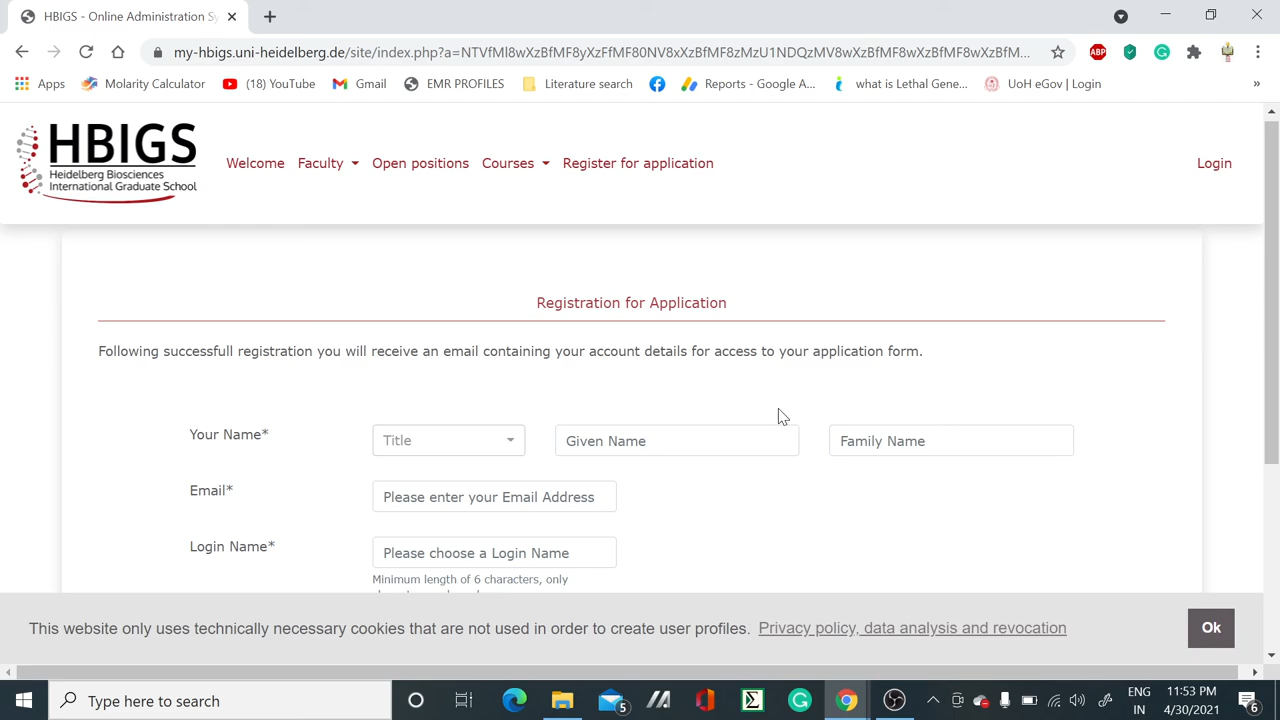 HBIGS - Online Administration Sy
my-hbigs.uni-heidelberg.de/site/index.php?a=NTVfMl8wXzBfMF8yXzFfMF80NV8xXzBfMF8zMzU1NDQzMV8wXzBfMF8wXzBfMF8wXzBfM...
ABP
Apps Molarity Calculator (18) YouTube Gmail EMR PROFILES Literature search Reports - Google A... what is Lethal Gene... UoH eGov | Login »
HBIGS
Heidelberg Biosciences
International Graduate School
Welcome Faculty Open positions Courses Register for application Login
Registration for Application
Following successfull registration you will receive an email containing your account details for access to your application form.
Your Name* Title Given Name Family Name
Email* Please enter your Email Address
Login Name* Please choose a Login Name
Minimum length of 6 characters, only
This website only uses technically necessary cookies that are not used in order to create user profiles. Privacy policy, data analysis and revocation Ok
Type here to search 5 ENG IN 11:53 PM 4/30/2021 6